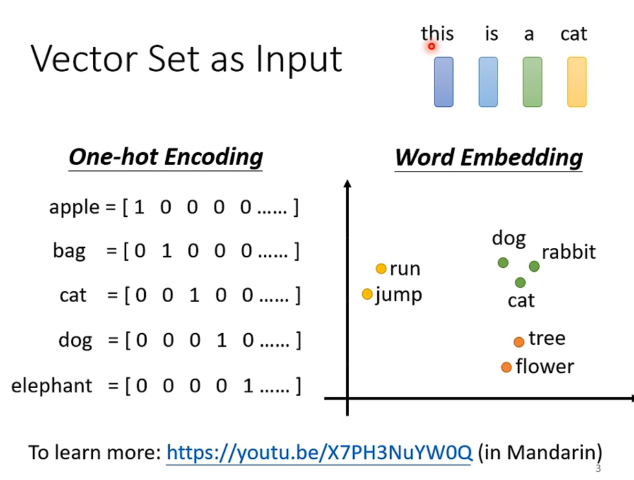 this is a cat
Vector Set as Input
One-hot Encoding
apple = [ 1 0 0 0 0 ...... ]
bag = [ 0 1 0 0 0 ...... ]
cat = [ 0 0 1 0 0 ...... ]
dog = [ 0 0 0 1 0 ...... ]
elephant = [ 0 0 0 0 1 ...... ]
Word Embedding
dog
rabbit
run
jump
cat
tree
flower
To learn more: https://youtu.be/X7PH3NuYW0Q (in Mandarin)
3